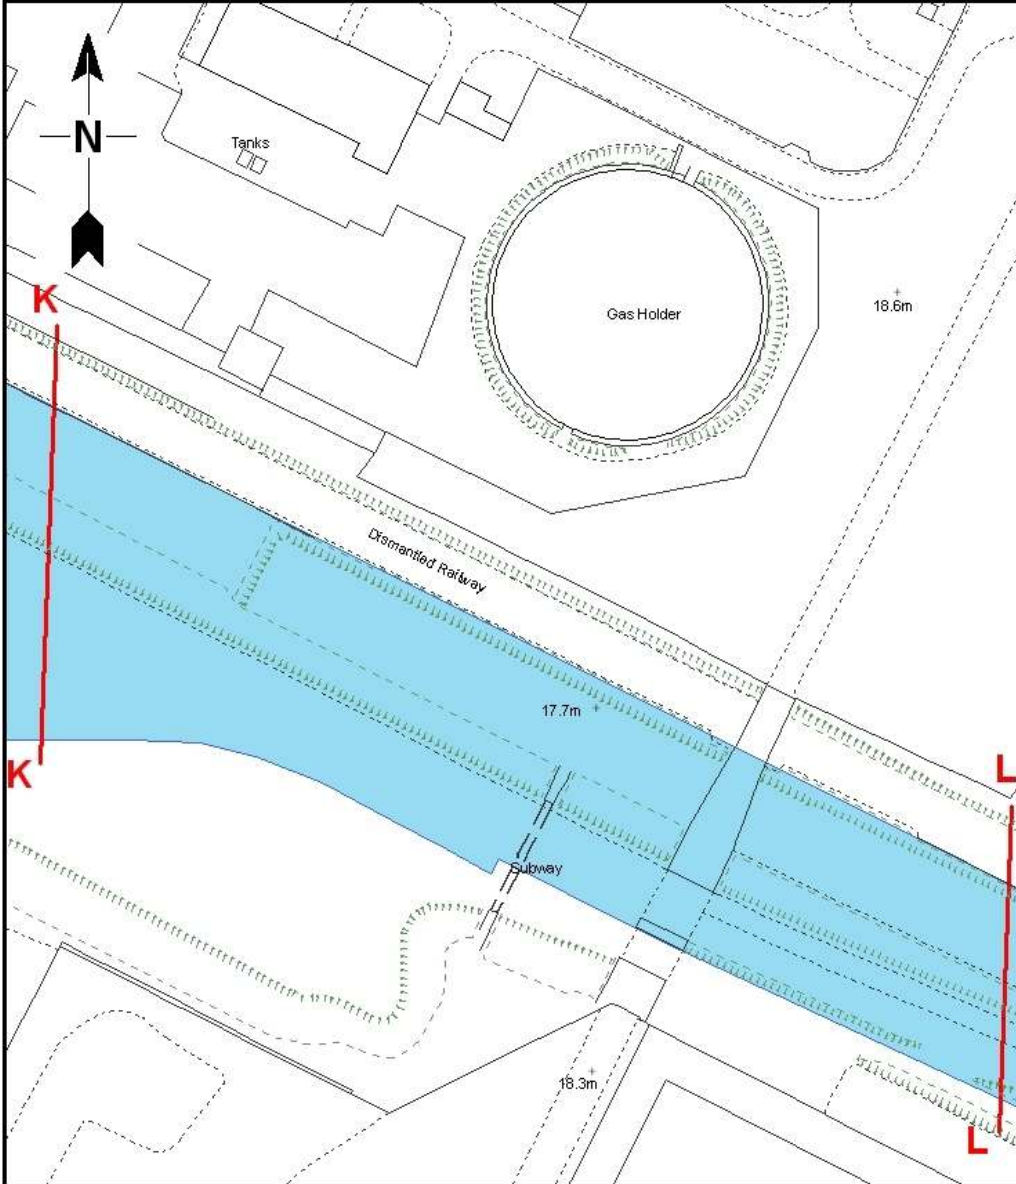 N
Tanks
K
Gas Holder
18.6m
Dismantled Railway
17.7m
K
L
Subway
18.3m
L